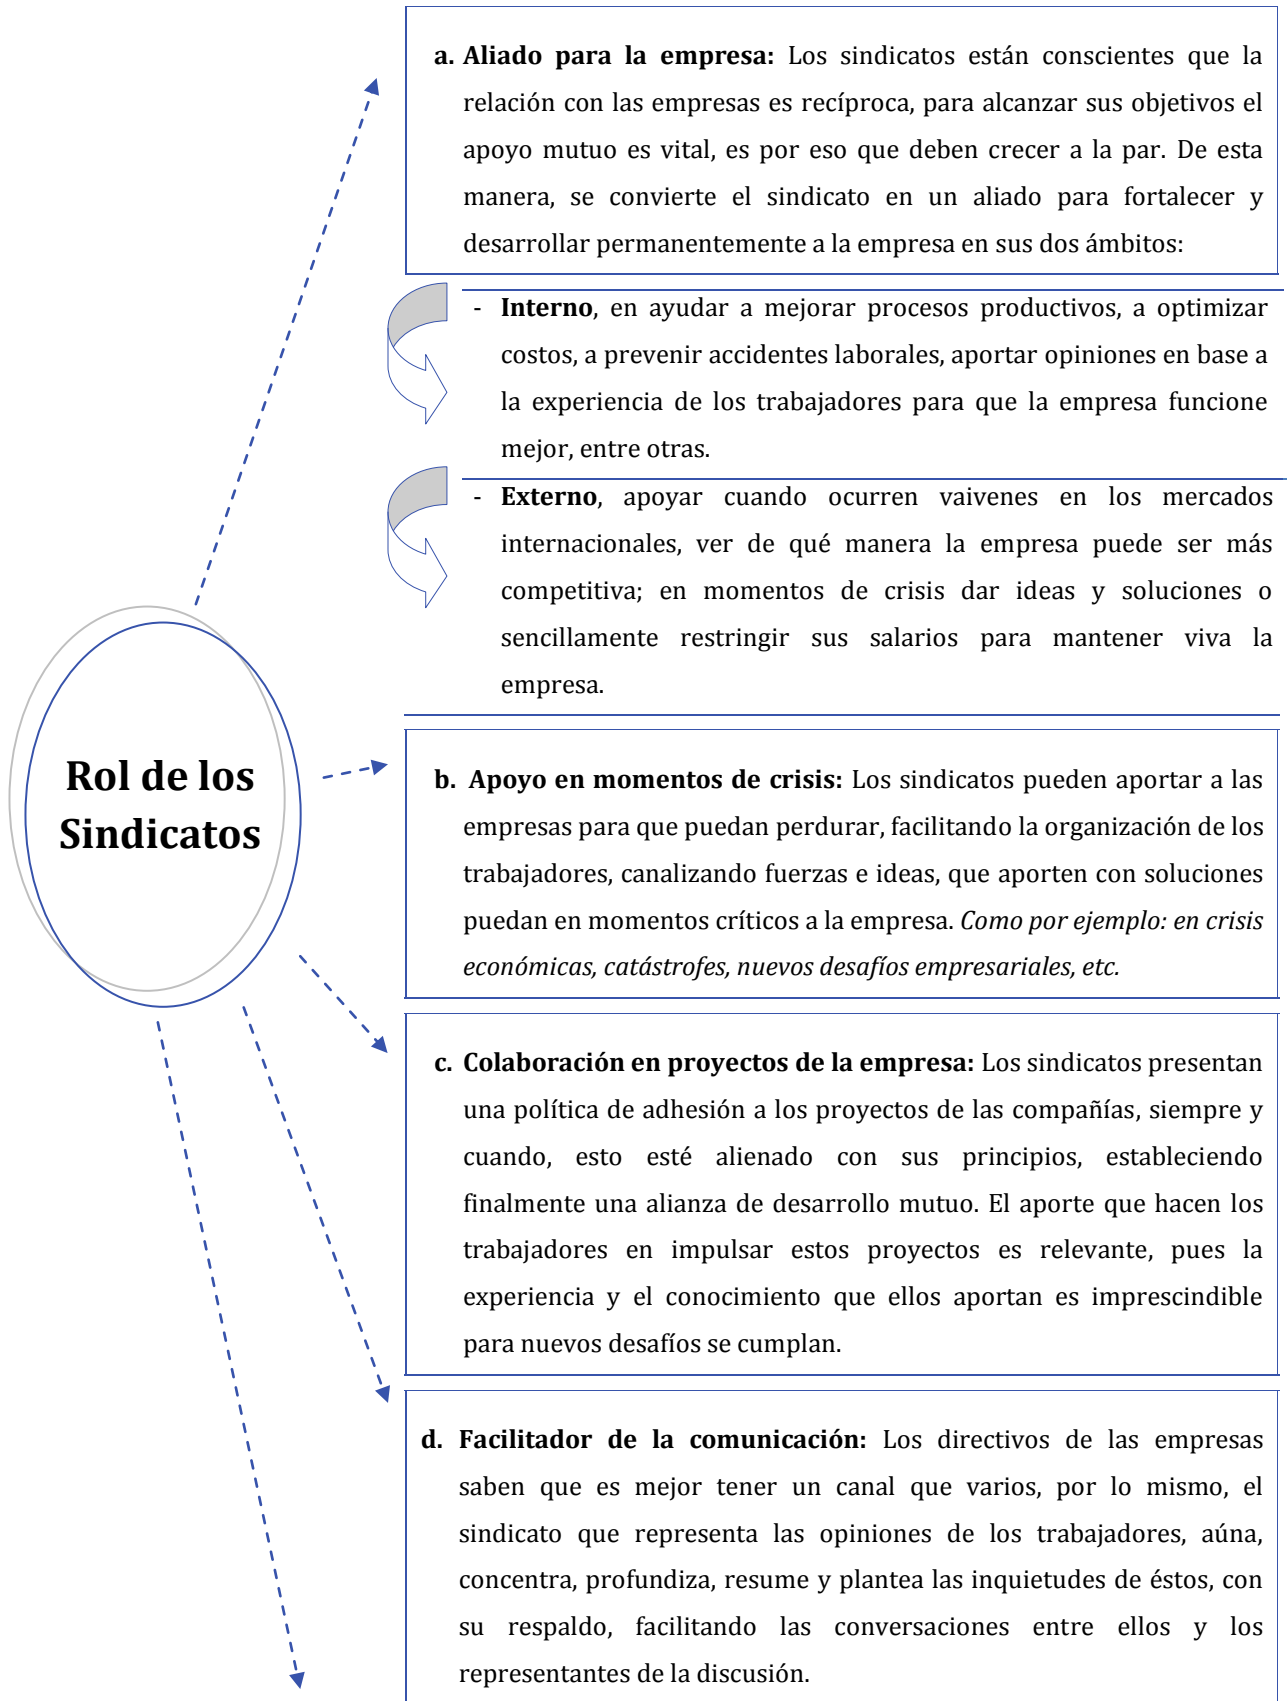 a. Aliado para la empresa: Los sindicatos están conscientes que la
relación con las empresas es recíproca, para alcanzar sus objetivos el
apoyo mutuo es vital, es por eso que deben crecer a la par. De esta
manera, se convierte el sindicato en un aliado para fortalecer y
desarrollar permanentemente a la empresa en sus dos ámbitos:
- Interno, en ayudar a mejorar procesos productivos, a optimizar
costos, a prevenir accidentes laborales, aportar opiniones en base a
la experiencia de los trabajadores para que la empresa funcione
mejor, entre otras.
- Externo, apoyar cuando ocurren vaivenes en los mercados
internacionales, ver de qué manera la empresa puede ser más
competitiva; en momentos de crisis dar ideas y soluciones o
sencillamente restringir sus salarios para mantener viva la
empresa.
Rol de los
Sindicatos
b. Apoyo en momentos de crisis: Los sindicatos pueden aportar a las
empresas para que puedan perdurar, facilitando la organización de los
trabajadores, canalizando fuerzas e ideas, que aporten con soluciones
puedan en momentos críticos a la empresa. Como por ejemplo: en crisis
económicas, catástrofes, nuevos desafíos empresariales, etc.
c. Colaboración en proyectos de la empresa: Los sindicatos presentan
una política de adhesión a los proyectos de las compañías, siempre y
cuando, esto esté alienado con sus principios, estableciendo
finalmente una alianza de desarrollo mutuo. El aporte que hacen los
trabajadores en impulsar estos proyectos es relevante, pues la
experiencia y el conocimiento que ellos aportan es imprescindible
para nuevos desafíos se cumplan.
d. Facilitador de la comunicación: Los directivos de las empresas
saben que es mejor tener un canal que varios, por lo mismo, el
sindicato que representa las opiniones de los trabajadores, aúna,
concentra, profundiza, resume y plantea las inquietudes de éstos, con
su respaldo, facilitando las conversaciones entre ellos y los
representantes de la discusión.